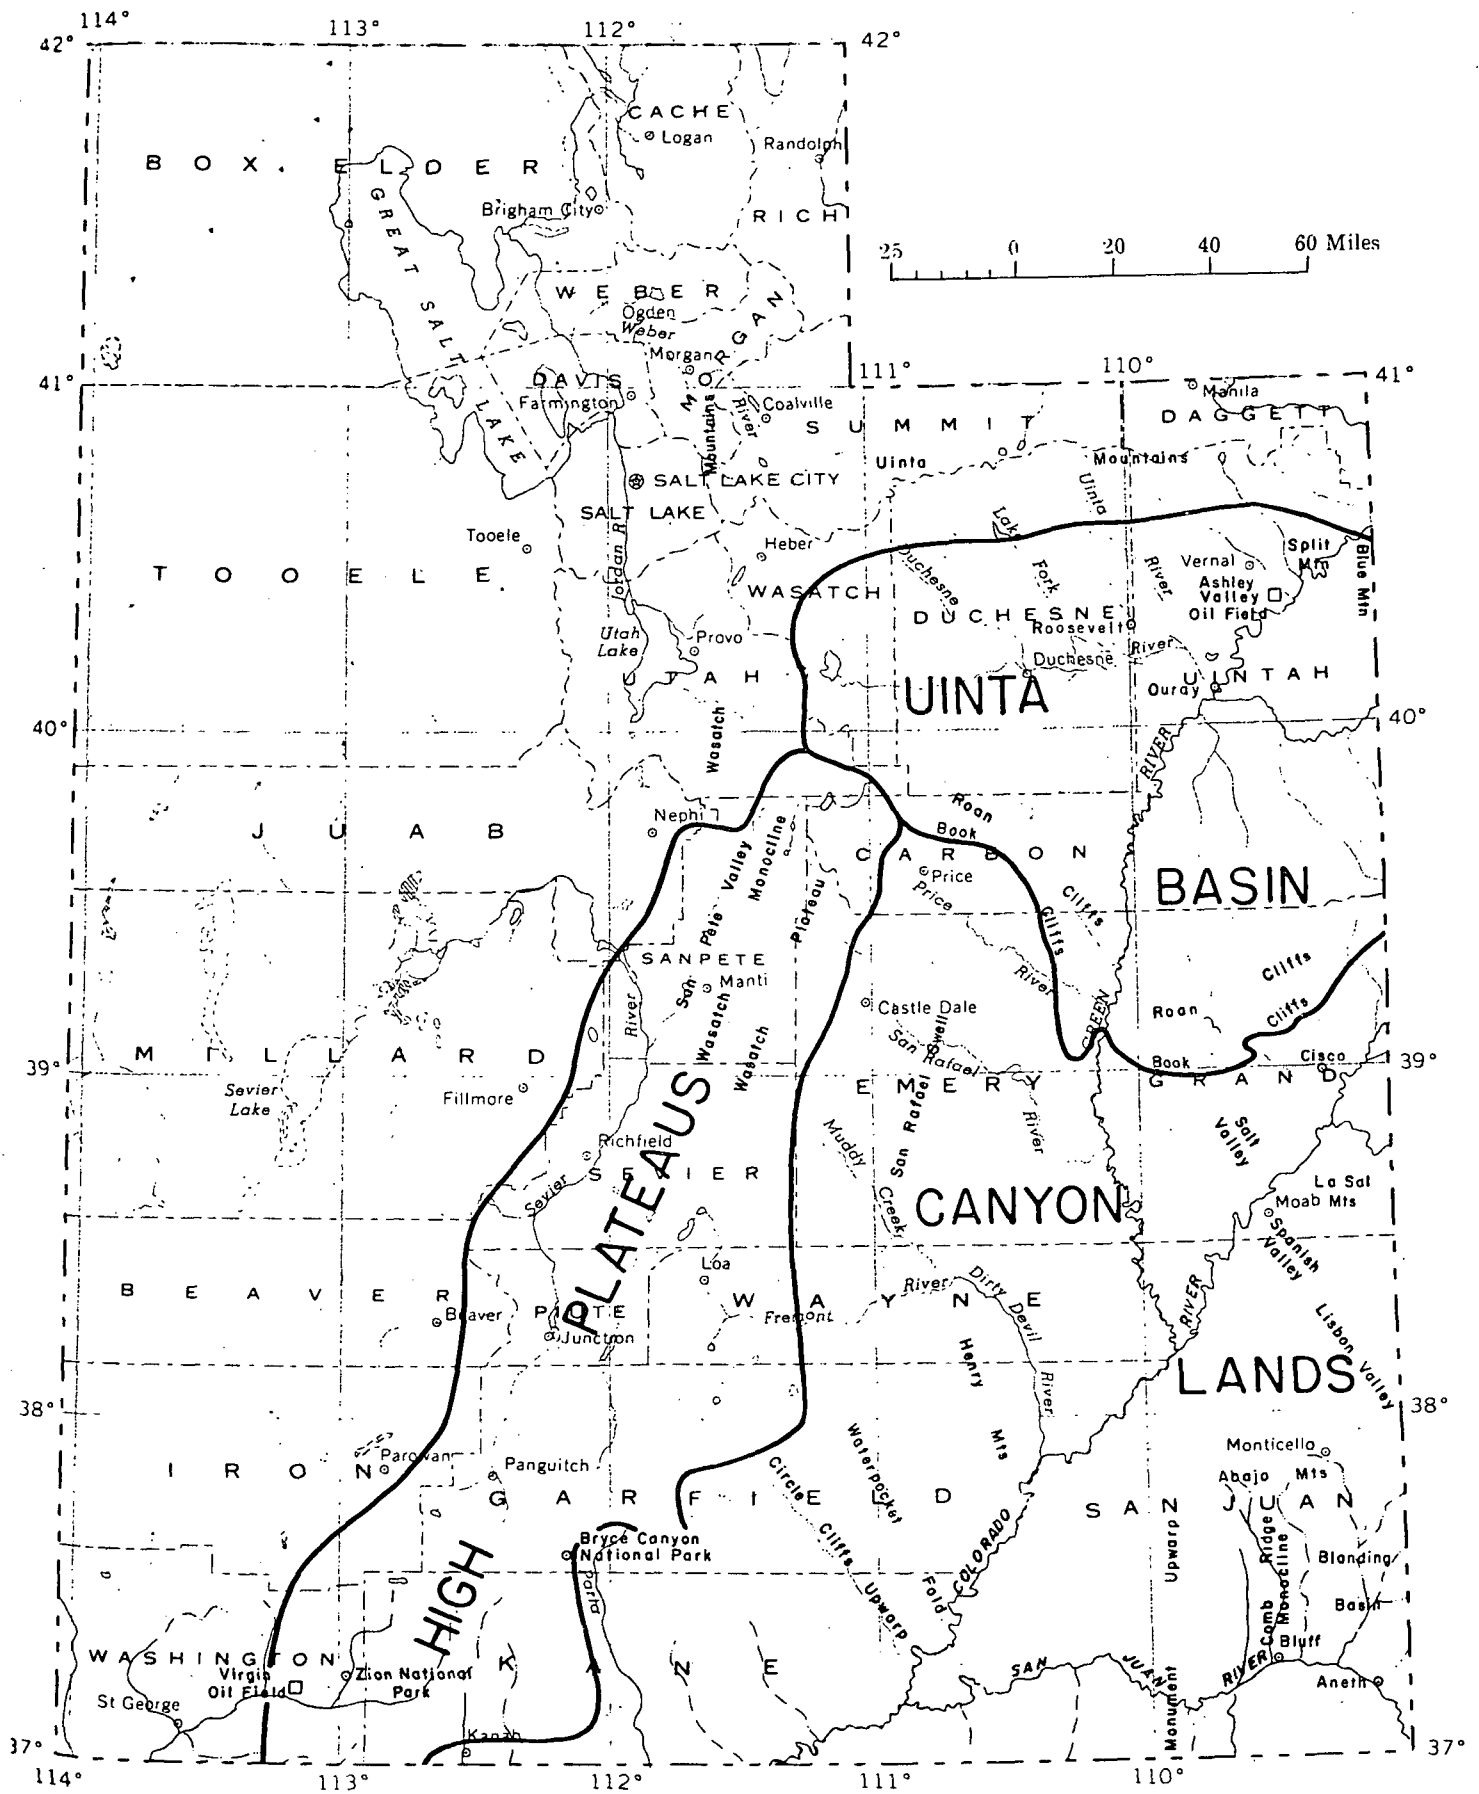 114°
113°
112°
42°
42°
CACHE
Logan
Randolph
BOX ELDER
GREAT SALT LAKE
Brigham City
RICH
25 0 20 40 60 Miles
WEBER
Ogden
Weber
MORGAN
Morgan
111°
110°
41°
41°
DAVIS
Farmington
Mountains
River
Coalville
SUMMIT
Manila
DAGGETT
Uinta
Mountains
SALT LAKE CITY
SALT LAKE
Uinta
Lake
Tooele
Jordan R
Heber
Duchesne
Fork
River
Vernal
Split Mtn
Blue Mtn
TOOELE
WASATCH
Ashley
Valley
Oil Field
DUCHESNE
Roosevelt
Utah
Lake
Provo
Duchesne
River
UTAH
UINTAH
Ouray
UINTA
Wasatch
40°
40°
RIVER
Nephi
Roan
Book
JUAB
Valley
Monocline
CARBON
Price
Price
BASIN
Plateau
Cliffs
Cliffs
San Pete
SANPETE
Manti
River
Cliffs
River
Castle Dale
GREEN
Roan
Cliffs
Wasatch
Wasatch
Swell
San Rafael
MILLARD
Book
Cisco
39°
39°
GRAND
EMERY
Sevier
Lake
Fillmore
San Rafael
River
PLATEAUS
Richfield
Muddy
Salt
Valley
SEVIER
Sevier
Creek
CANYON
La Sal
Moab Mts
Spanish
Valley
Loa
BEAVER
Beaver
PIUTE
Junction
WAYNE
Fremont
River
Dirty Devil
River
RIVER
Lisbon Valley
Henry
Mts
LANDS
38°
38°
IRON
Parowan
Panguitch
Waterpocket
Fold
Monticello
Abajo Mts
GARFIELD
Circle
Cliffs
Upwarp
SAN JUAN
COLORADO
Upwarp
Bryce Canyon
National Park
Ridge
Monocline
Blanding
Basin
Paria
HIGH
Comb
WASHINGTON
Virgin
Oil Field
Zion National
Park
KANE
Bluff
SAN JUAN RIVER
Aneth
St George
Monument
Kanab
37°
37°
114°
113°
112°
111°
110°